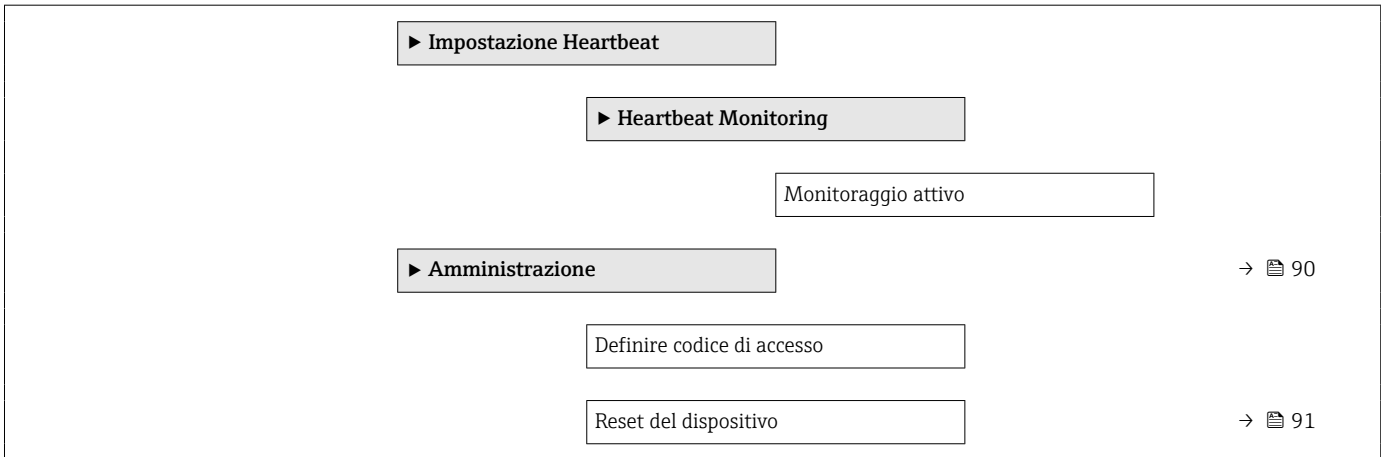 ▶ Impostazione Heartbeat
▶ Heartbeat Monitoring
Monitoraggio attivo
▶ Amministrazione → 90
Definire codice di accesso
Reset del dispositivo → 91